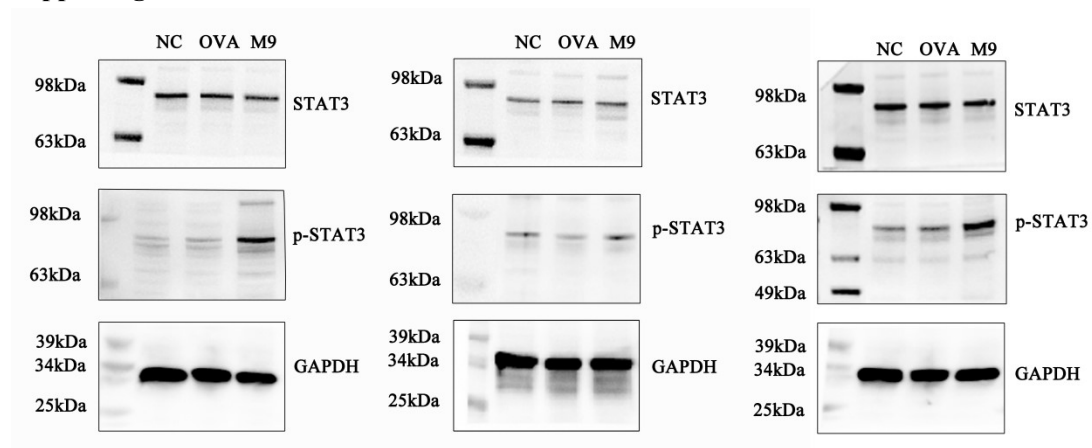 NC OVA M9
98kDa
STAT3
63kDa
98kDa
p-STAT3
63kDa
39kDa
34kDa
GAPDH
25kDa
NC OVA M9
98kDa
STAT3
63kDa
98kDa
p-STAT3
63kDa
39kDa
34kDa
GAPDH
25kDa
NC OVA M9
98kDa
STAT3
63kDa
98kDa
p-STAT3
63kDa
49kDa
39kDa
34kDa
GAPDH
25kDa